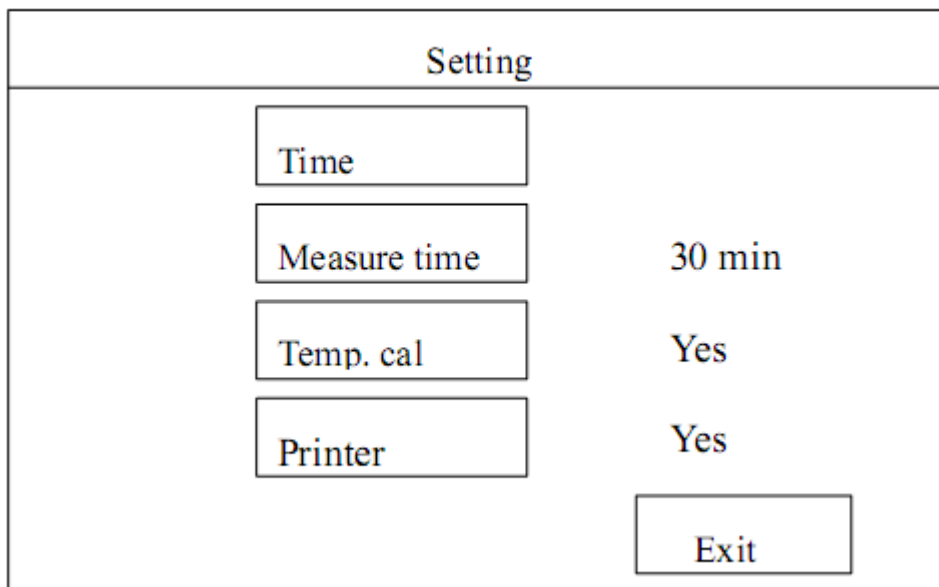 Setting
Time
Measure time 30 min
Temp. cal Yes
Printer Yes
Exit